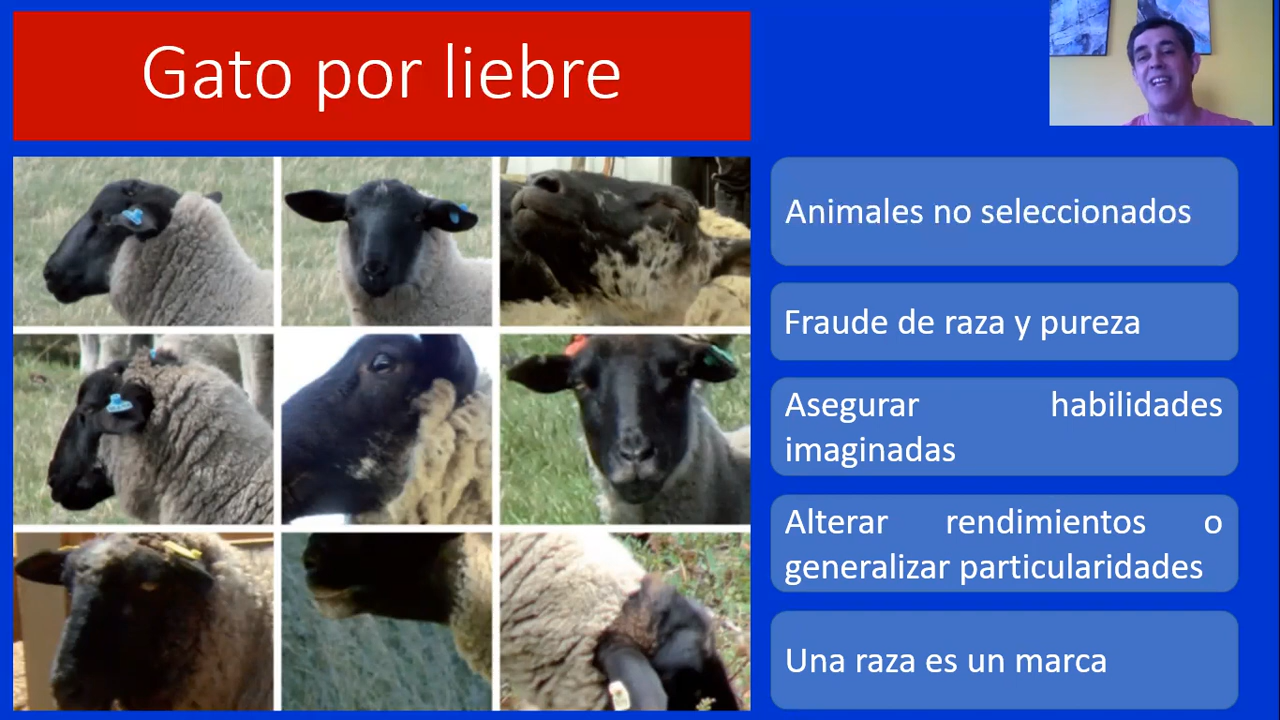 Gato por liebre
Animales no seleccionados
Fraude de raza y pureza
Asegurar habilidades
imaginadas
Alterar rendimientos o
generalizar particularidades
Una raza es un marca